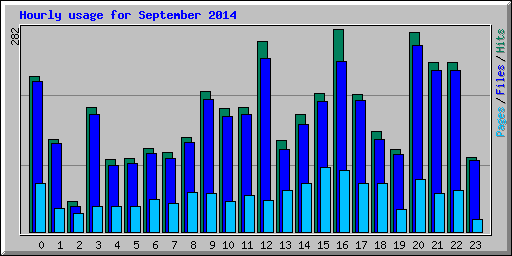 Hourly usage for September 2014
282
Pages/Files/Hits
0 1 2 3 4 5 6 7 8 9 10 11 12 13 14 15 16 17 18 19 20 21 22 23